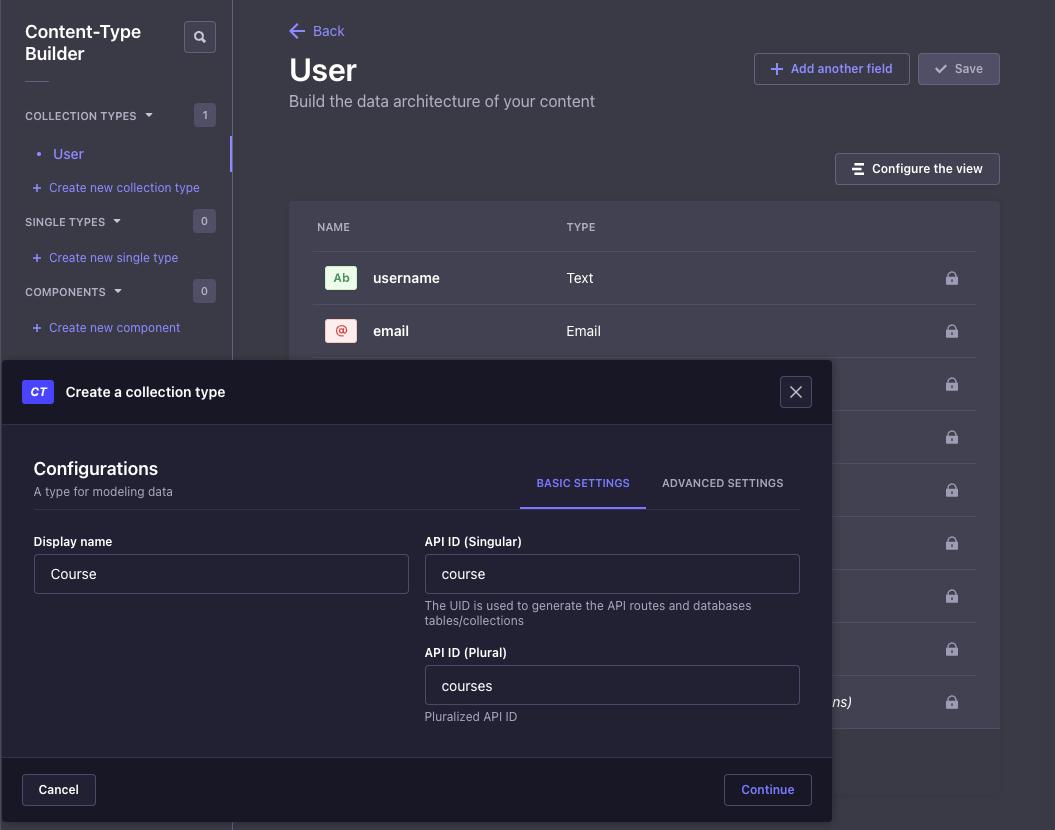 Content-Type
Builder
COLLECTION TYPES
1
User
+ Create new collection type
SINGLE TYPES
0
+ Create new single type
COMPONENTS
0
+ Create new component
Back
User
Build the data architecture of your content
+ Add another field
Save
Configure the view
NAME TYPE
Ab username Text
@ email Email
ns)
CT Create a collection type
Configurations
A type for modeling data
BASIC SETTINGS ADVANCED SETTINGS
Display name
Course
API ID (Singular)
course
The UID is used to generate the API routes and databases
tables/collections
API ID (Plural)
courses
Pluralized API ID
Cancel
Continue